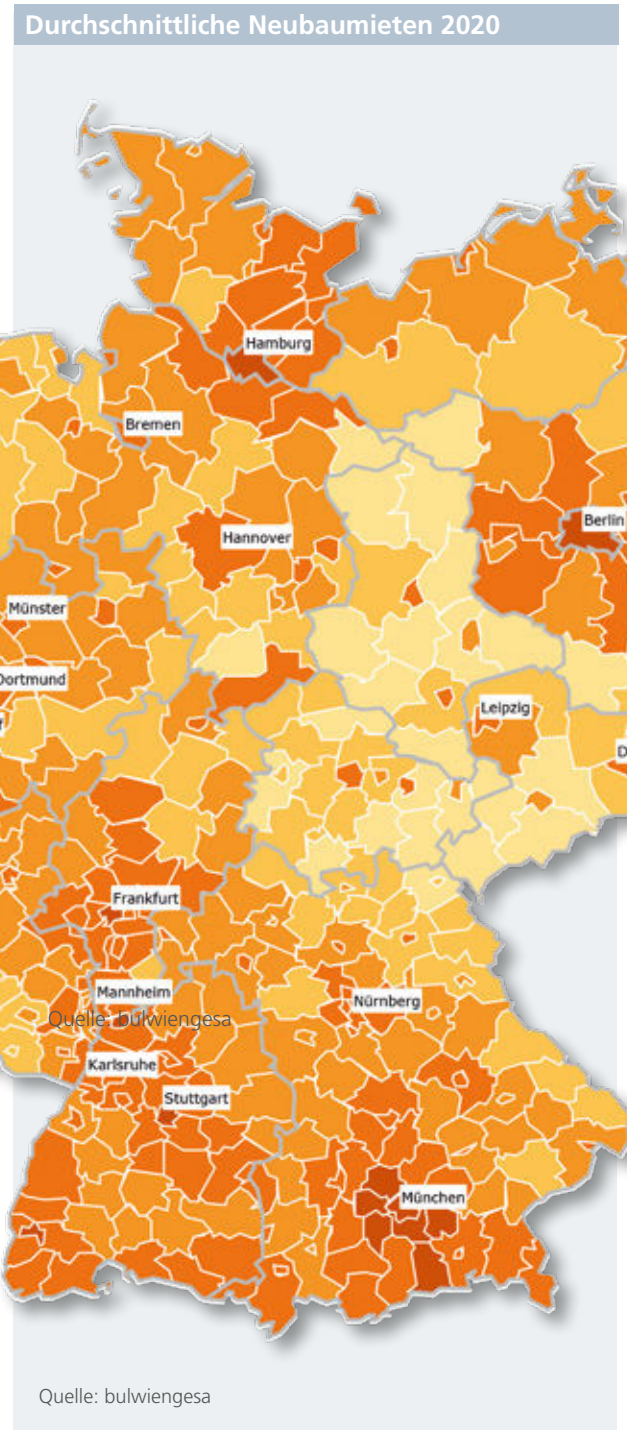 Durchschnittliche Neubaumieten 2020
Hamburg
Bremen
Berlin
Hannover
Münster
Dortmund
Leipzig
D
Frankfurt
Mannheim
Nürnberg
Quelle: bulwiengesa
Karlsruhe
Stuttgart
München
Quelle: bulwiengesa